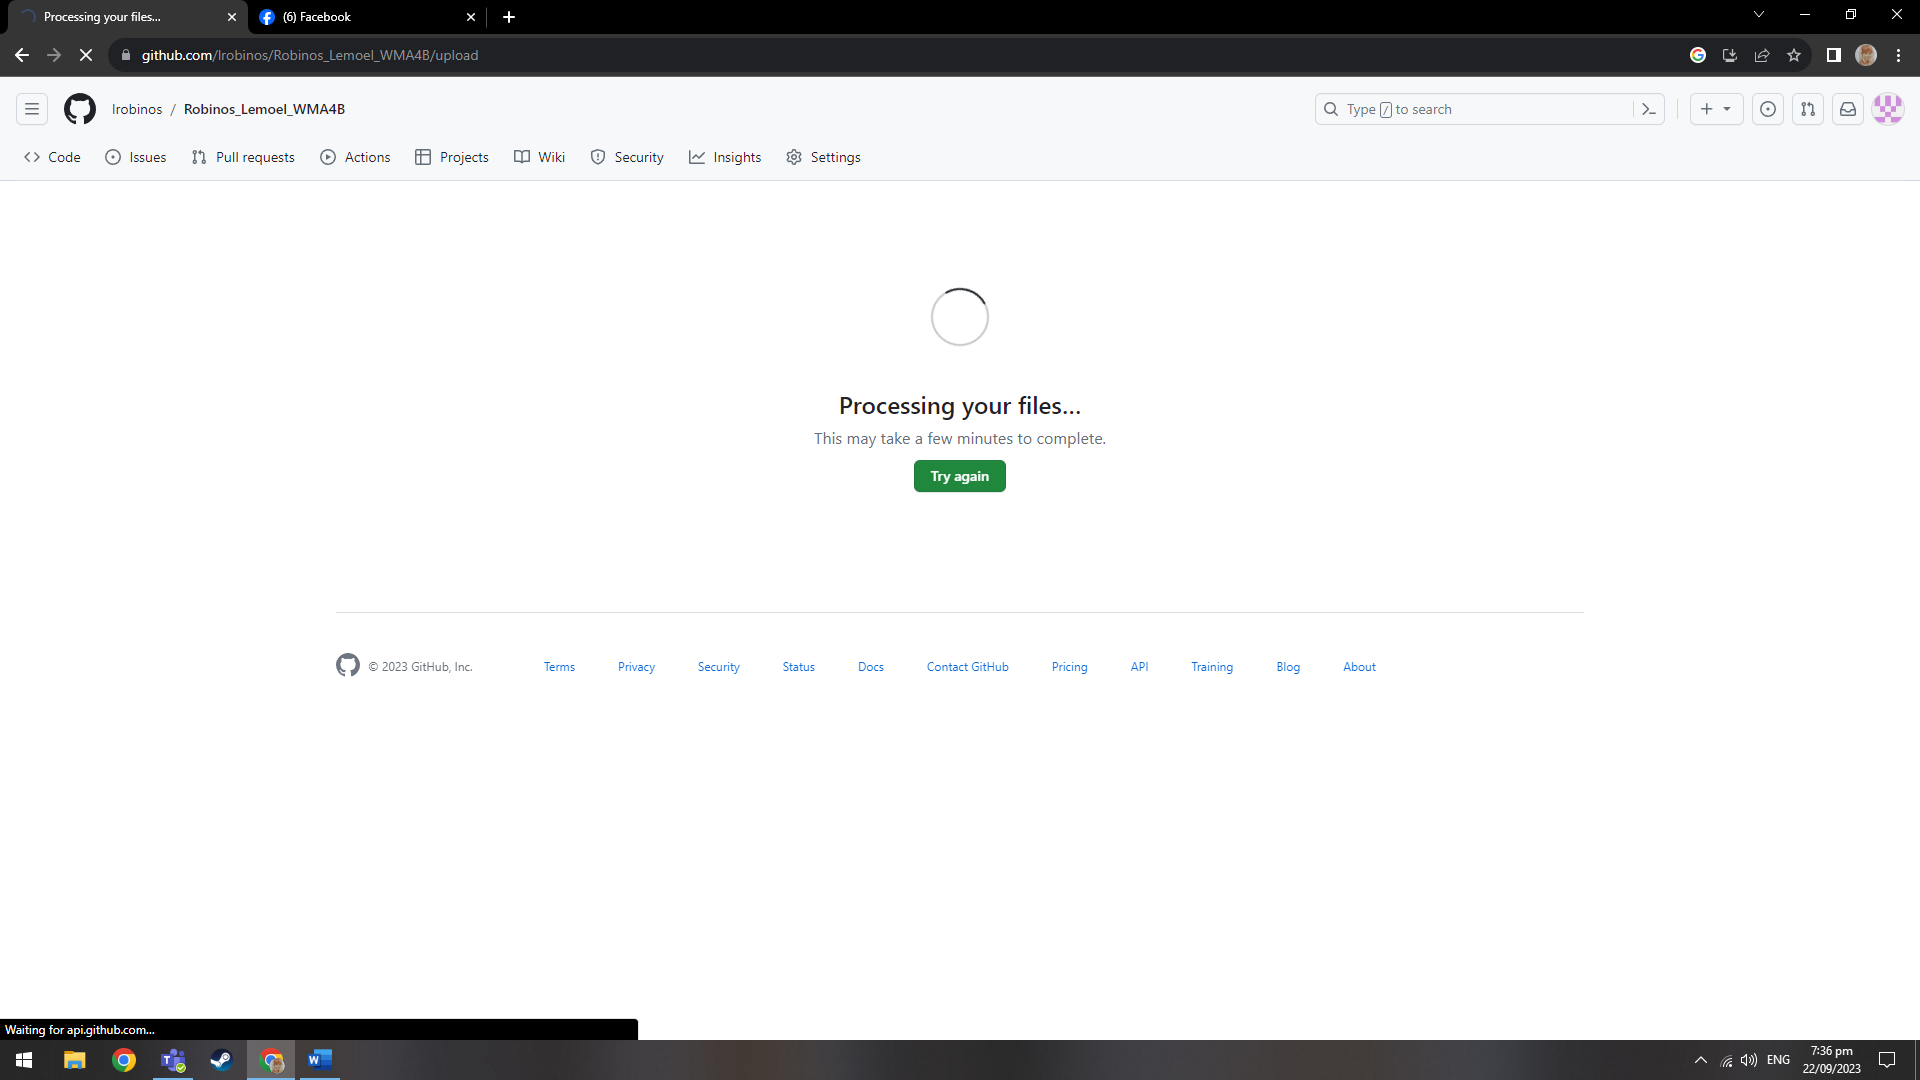 Processing your files...
(6) Facebook
github.com/lrobinos/Robinos_Lemoel_WMA4B/upload
lrobinos / Robinos_Lemoel_WMA4B
Type / to search
Code Issues Pull requests Actions Projects Wiki Security Insights Settings
Processing your files...
This may take a few minutes to complete.
Try again
© 2023 GitHub, Inc. Terms Privacy Security Status Docs Contact GitHub Pricing API Training Blog About
Waiting for api.github.com...
ENG
7:36 pm
22/09/2023